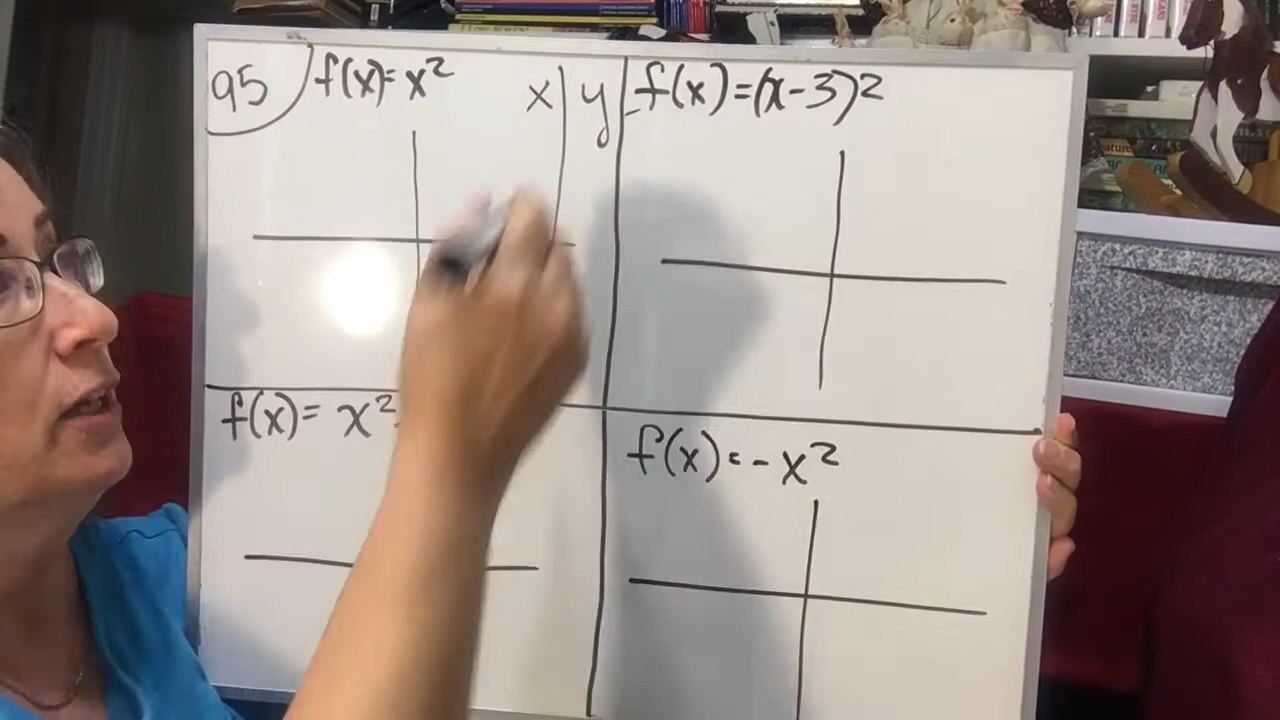 95
f(x)=x²
x | y
f(x)=(x-3)²
f(x)= x²
f(x)=-x²